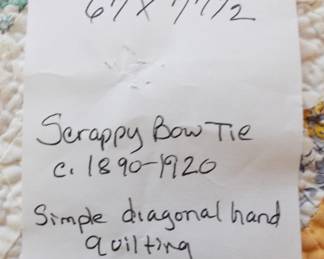 Scrappy Bow Tie
c. 1890-1920
Simple diagonal hand
quilting